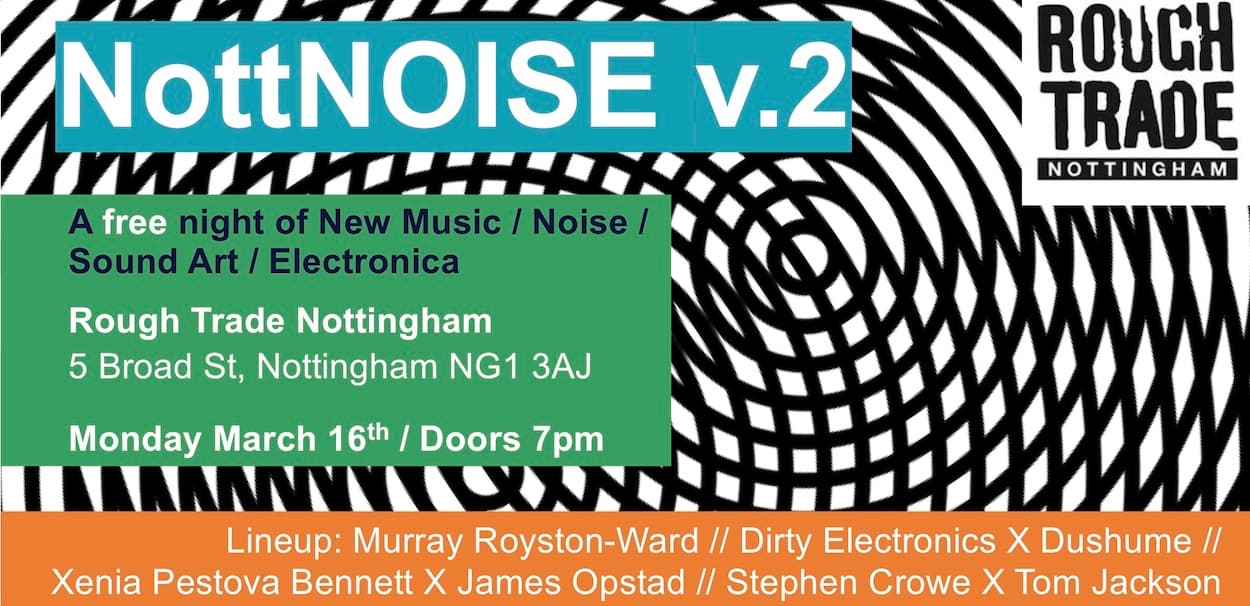 NottNOISE v.2
ROUGH
TRADE
NOTTINGHAM
A free night of New Music / Noise /
Sound Art / Electronica
Rough Trade Nottingham
5 Broad St, Nottingham NG1 3AJ
Monday March 16th / Doors 7pm
Lineup: Murray Royston-Ward // Dirty Electronics X Dushume //
Xenia Pestova Bennett X James Opstad // Stephen Crowe X Tom Jackson